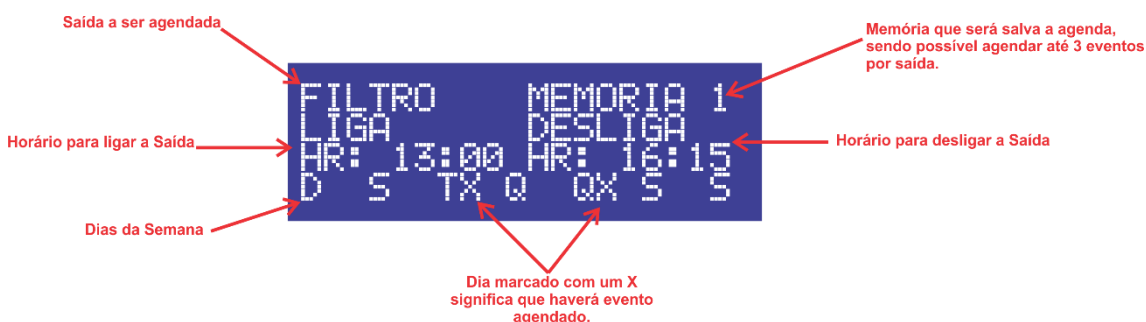 Saída a ser agendada
Memória que será salva a agenda,
sendo possível agendar até 3 eventos
por saída.
FILTRO MEMORIA 1
LIGA DESLIGA
Horário para ligar a Saída
HR: 13:00 HR: 16:15
Horário para desligar a Saída
D S TX Q QX S S
Dias da Semana
Dia marcado com um X
significa que haverá evento
agendado.